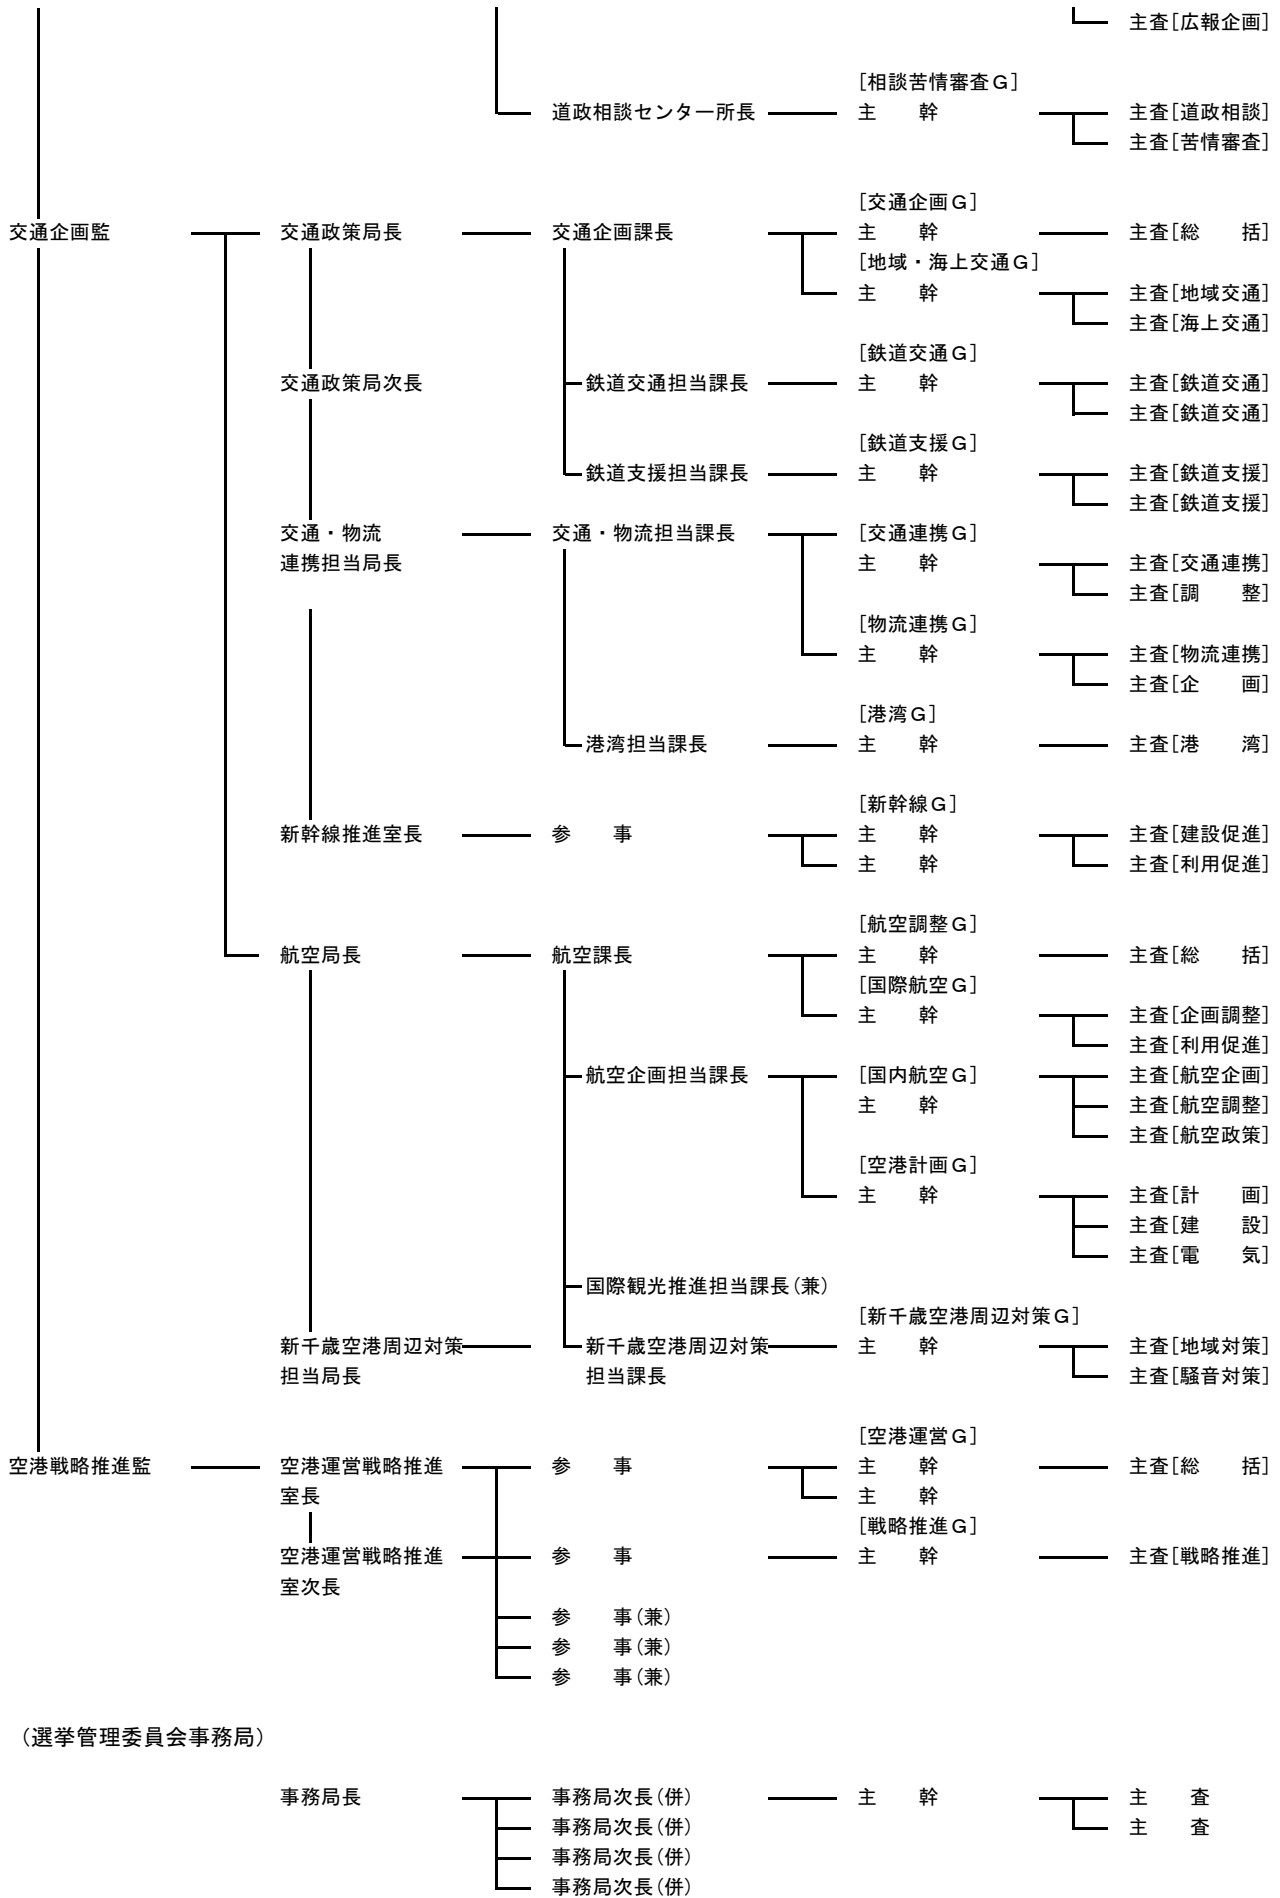 主査[広報企画]
[相談苦情審査G]
道政相談センター所長 主　幹 主査[道政相談]
主査[苦情審査]
[交通企画G]
交通企画監 交通政策局長 交通企画課長 主　幹 主査[総　括]
[地域・海上交通G]
主　幹 主査[地域交通]
主査[海上交通]
[鉄道交通G]
交通政策局次長 鉄道交通担当課長 主　幹 主査[鉄道交通]
主査[鉄道交通]
[鉄道支援G]
鉄道支援担当課長 主　幹 主査[鉄道支援]
主査[鉄道支援]
交通・物流 交通・物流担当課長 [交通連携G]
連携担当局長 主　幹 主査[交通連携]
主査[調　整]
[物流連携G]
主　幹 主査[物流連携]
主査[企　画]
[港湾G]
港湾担当課長 主　幹 主査[港　湾]
[新幹線G]
新幹線推進室長 参　事 主　幹 主査[建設促進]
主　幹 主査[利用促進]
[航空調整G]
航空局長 航空課長 主　幹 主査[総　括]
[国際航空G]
主　幹 主査[企画調整]
主査[利用促進]
航空企画担当課長 [国内航空G] 主査[航空企画]
主　幹 主査[航空調整]
主査[航空政策]
[空港計画G]
主　幹 主査[計　画]
主査[建　設]
主査[電　気]
国際観光推進担当課長(兼)
[新千歳空港周辺対策G]
新千歳空港周辺対策 新千歳空港周辺対策 主　幹 主査[地域対策]
担当局長 担当課長 主査[騒音対策]
[空港運営G]
空港戦略推進監 空港運営戦略推進 参　事 主　幹 主査[総　括]
室長 主　幹
[戦略推進G]
空港運営戦略推進 参　事 主　幹 主査[戦略推進]
室次長
参　事(兼)
参　事(兼)
参　事(兼)
(選挙管理委員会事務局)
事務局長 事務局次長(併) 主　幹 主　査
事務局次長(併) 主　査
事務局次長(併)
事務局次長(併)